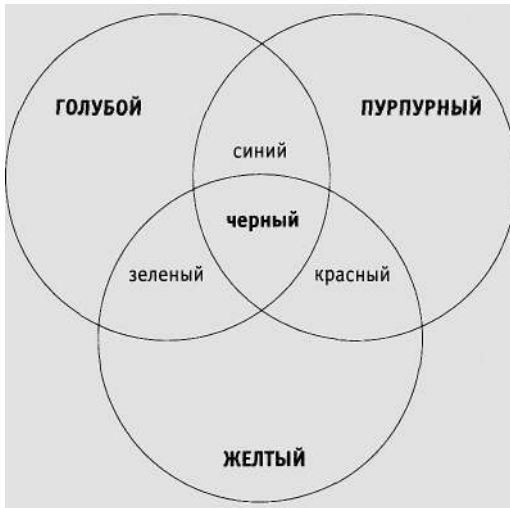 ГОЛУБОЙ ПУРПУРНЫЙ
синий
черный
зеленый красный
ЖЕЛТЫЙ